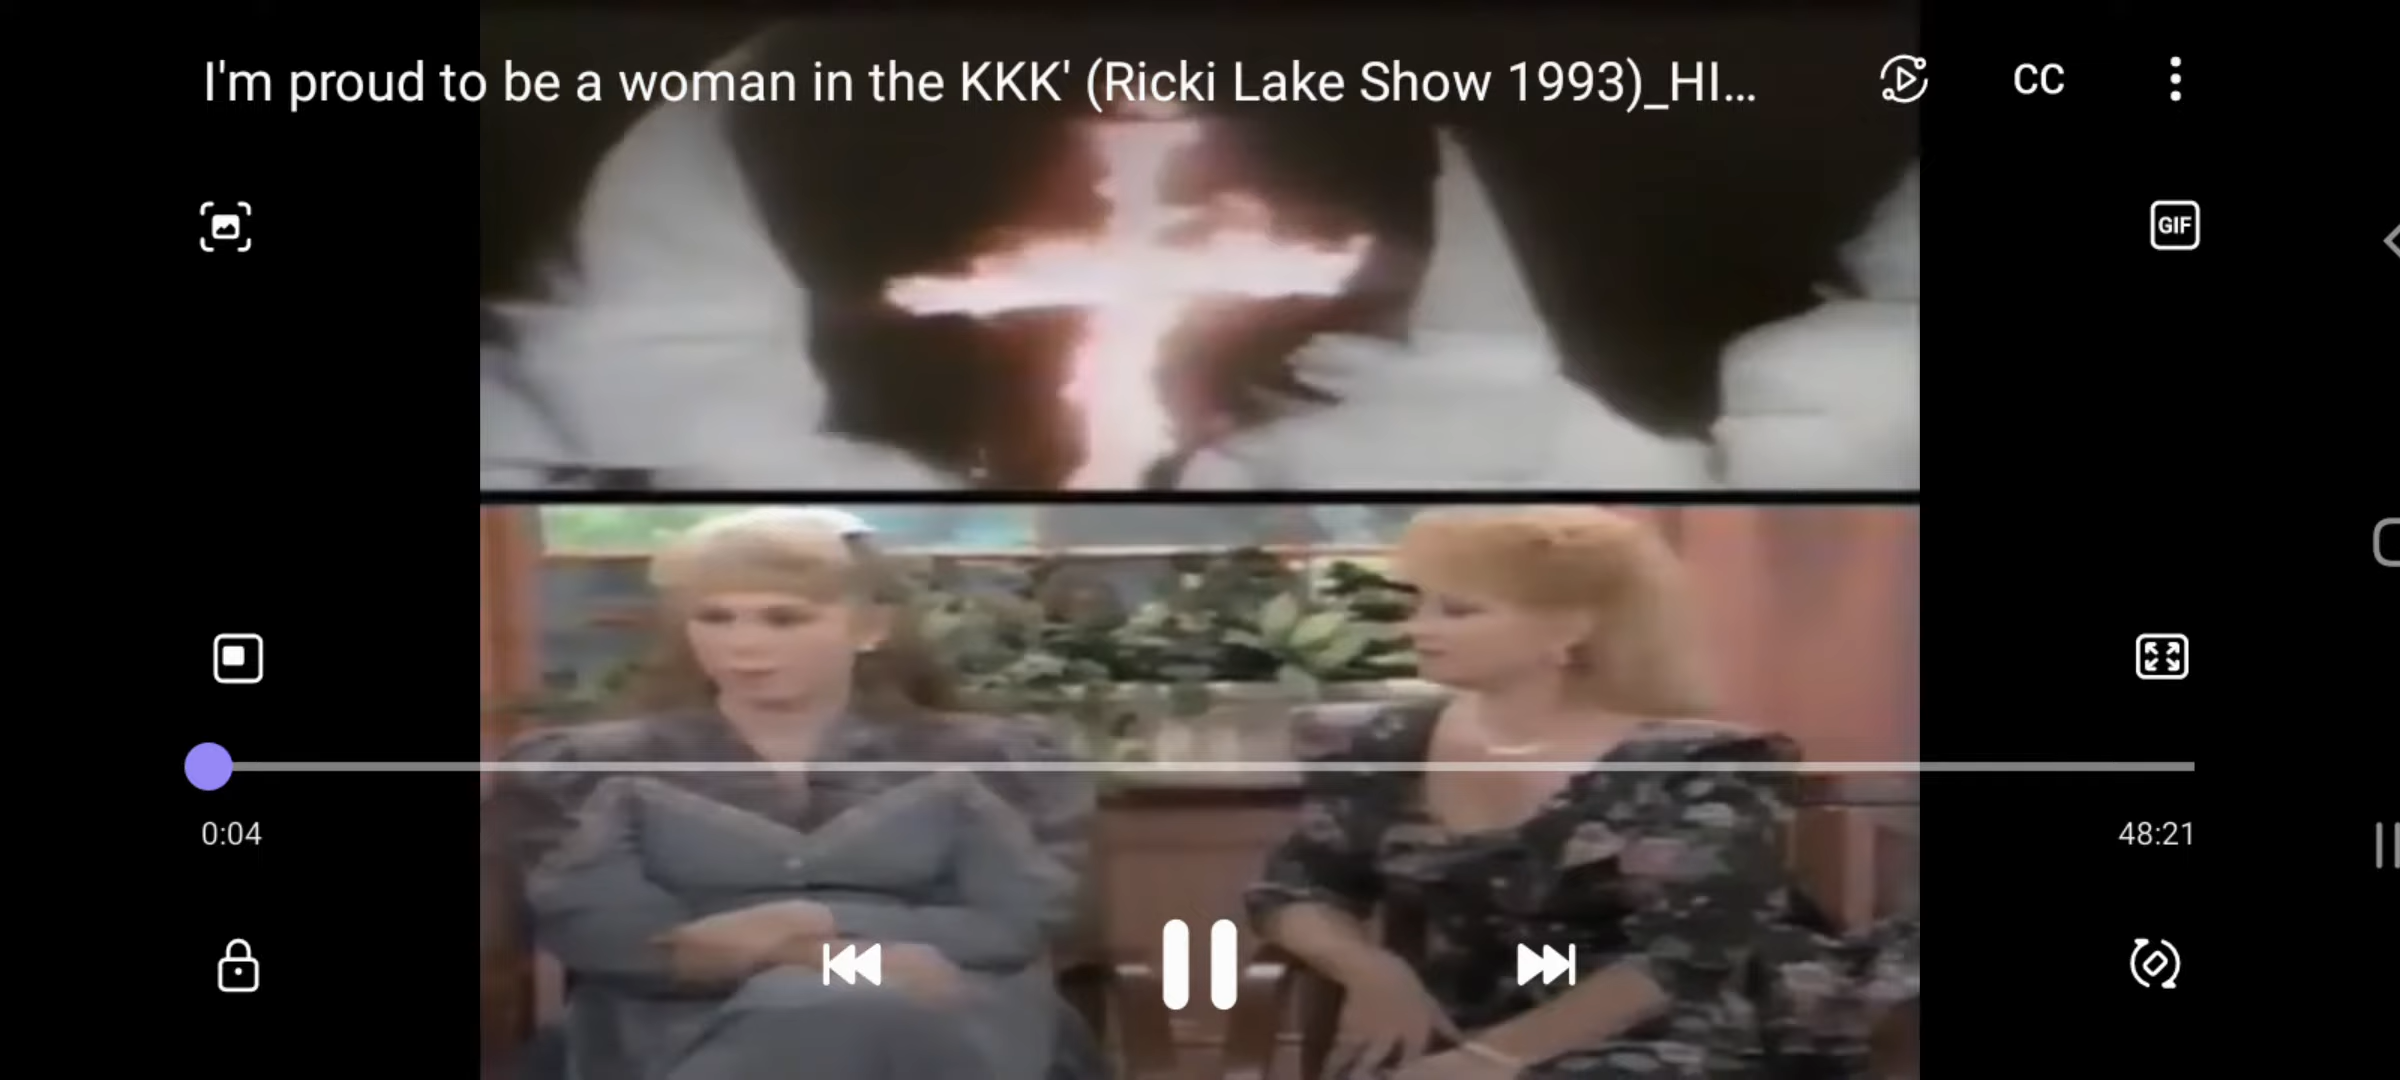 I'm proud to be a woman in the KKK' (Ricki Lake Show 1993)_HI...
CC
GIF
0:04
48:21